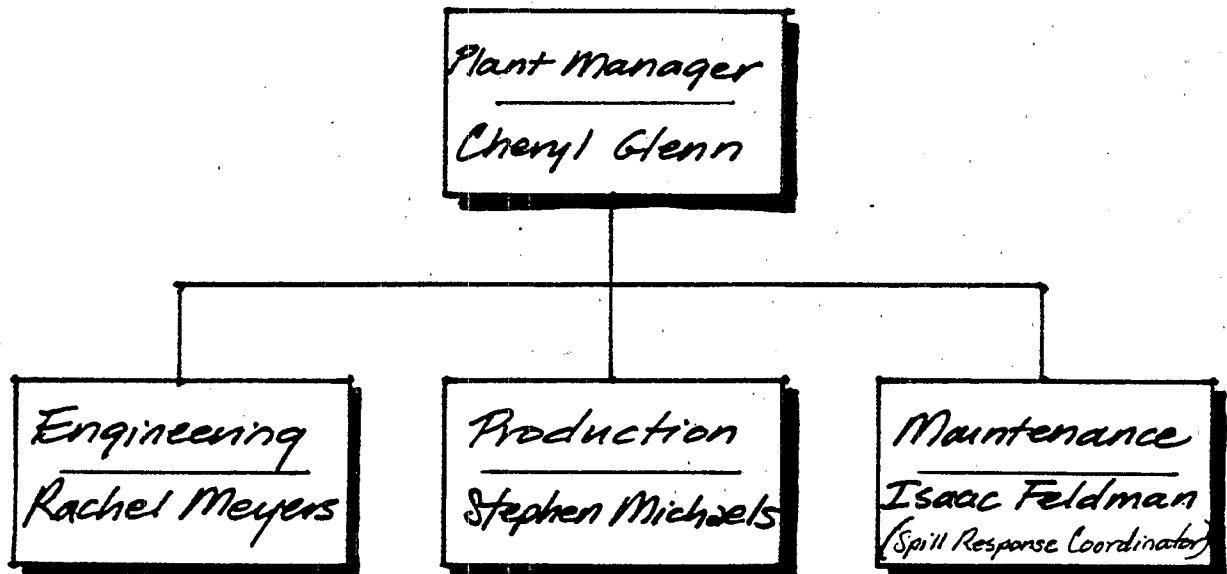 Plant Manager
Cheryl Glenn
Engineering
Rachel Meyers
Production
Stephen Michaels
Maintenance
Isaac Feldman
(Spill Response Coordinator)